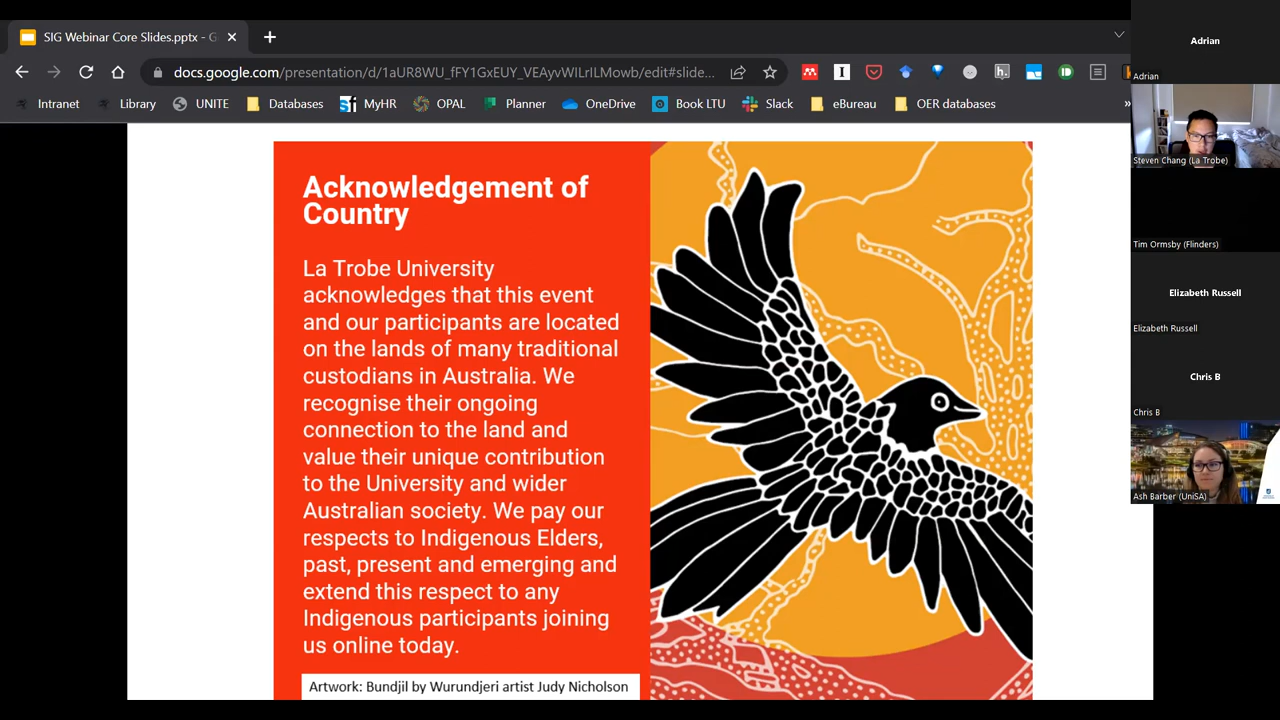 SIG Webinar Core Slides.pptx - G
docs.google.com/presentation/d/1aUR8WU_fFY1GxEUY_VEAyvWILrILMowb/edit#slide...
Intranet Library UNITE Databases MyHR OPAL Planner OneDrive Book LTU Slack eBureau OER databases »
Acknowledgement of
Country
La Trobe University
acknowledges that this event
and our participants are located
on the lands of many traditional
custodians in Australia. We
recognise their ongoing
connection to the land and
value their unique contribution
to the University and wider
Australian society. We pay our
respects to Indigenous Elders,
past, present and emerging and
extend this respect to any
Indigenous participants joining
us online today.
Artwork: Bundjil by Wurundjeri artist Judy Nicholson
Adrian
Adrian
Steven Chang (La Trobe)
Tim Ormsby (Flinders)
Elizabeth Russell
Elizabeth Russell
Chris B
Chris B
Ash Barber (UniSA)